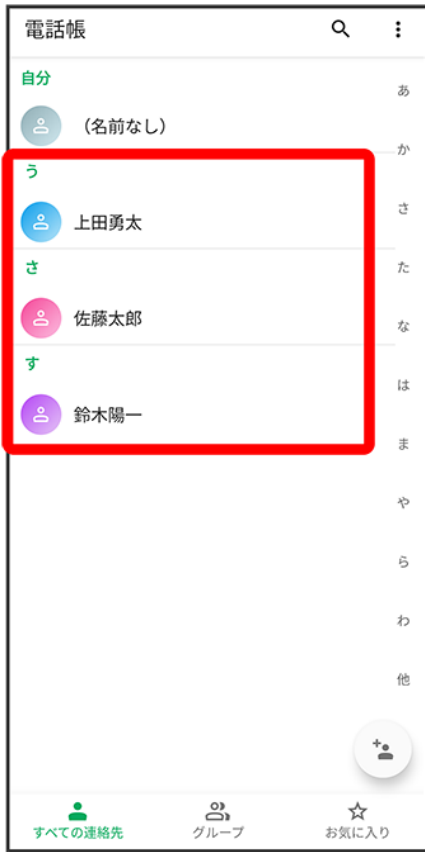 電話帳
自分
（名前なし）
う
上田勇太
さ
佐藤太郎
す
鈴木陽一
あ
か
さ
た
な
は
ま
や
ら
わ
他
すべての連絡先
グループ
お気に入り